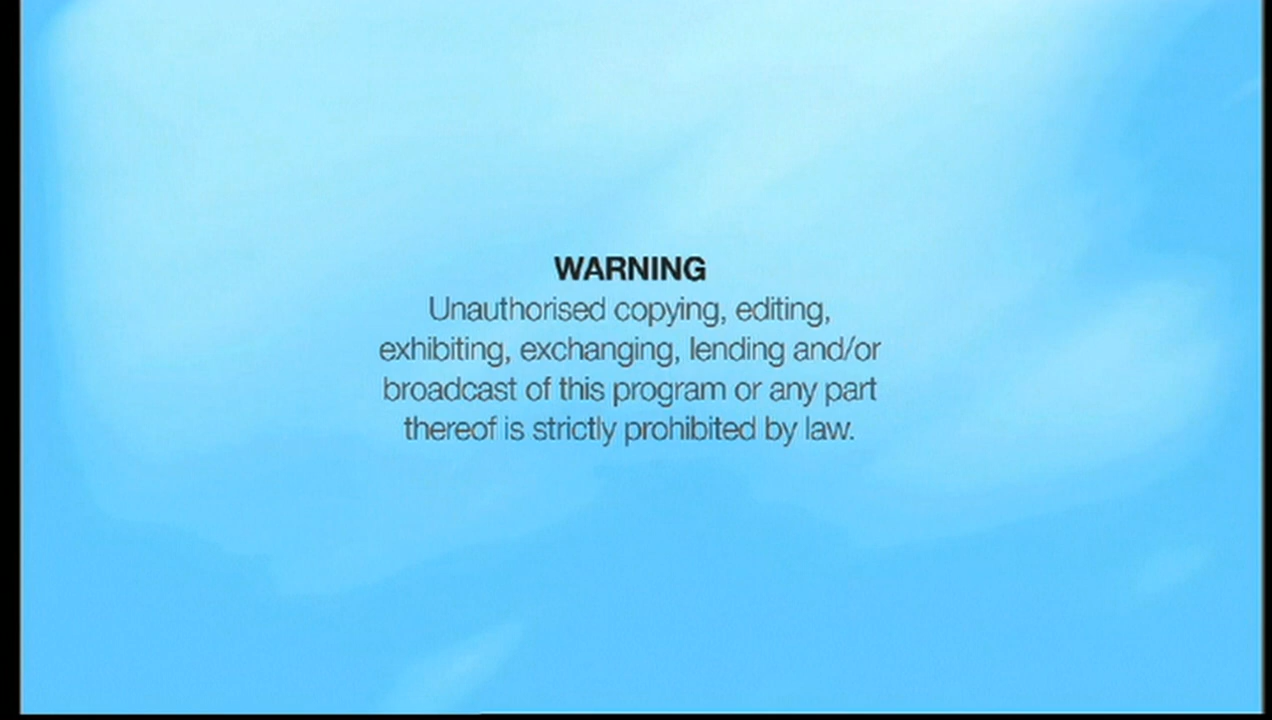 WARNING
Unauthorised copying, editing,
exhibiting, exchanging, lending and/or
broadcast of this program or any part
thereof is strictly prohibited by law.